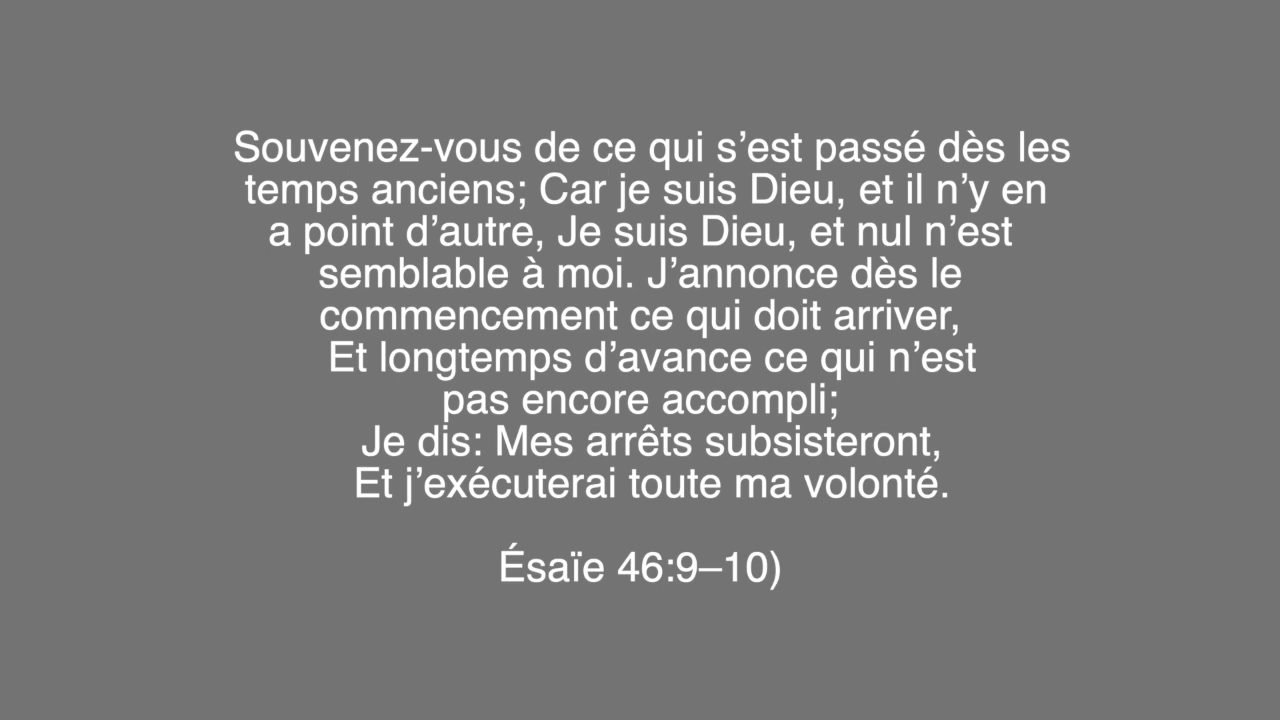 Souvenez-vous de ce qui s’est passé dès les
temps anciens; Car je suis Dieu, et il n’y en
a point d’autre, Je suis Dieu, et nul n’est
semblable à moi. J’annonce dès le
commencement ce qui doit arriver,
Et longtemps d’avance ce qui n’est
pas encore accompli;
Je dis: Mes arrêts subsisteront,
Et j’exécuterai toute ma volonté.
Ésaïe 46:9–10)